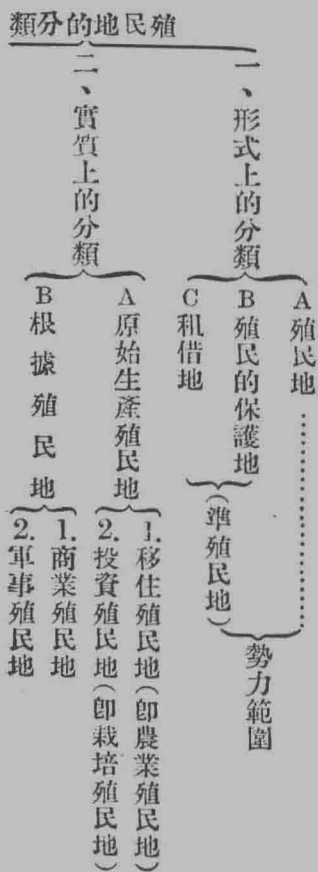 殖民地的分類
一、形式上的分類
A 殖民地
B 殖民的保護地
C 租借地
(準殖民地)
勢力範圍
二、實質上的分類
A 原始生產殖民地
1. 移住殖民地(卽農業殖民地)
2. 投資殖民地(卽栽培殖民地)
B 根據殖民地
1. 商業殖民地
2. 軍事殖民地